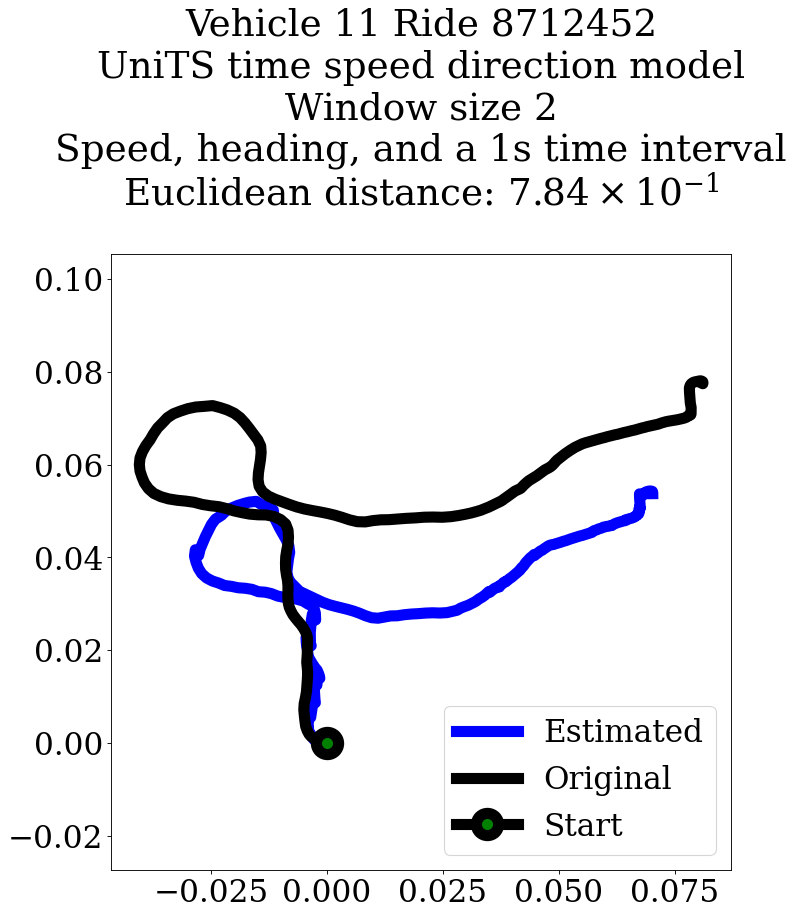 Vehicle 11 Ride 8712452
UniTS time speed direction model
Window size 2
Speed, heading, and a 1s time interval
Euclidean distance: 7.84 × 10⁻¹
0.10
0.08
0.06
0.04
0.02
0.00
−0.02
Estimated
Original
Start
−0.025 0.000 0.025 0.050 0.075